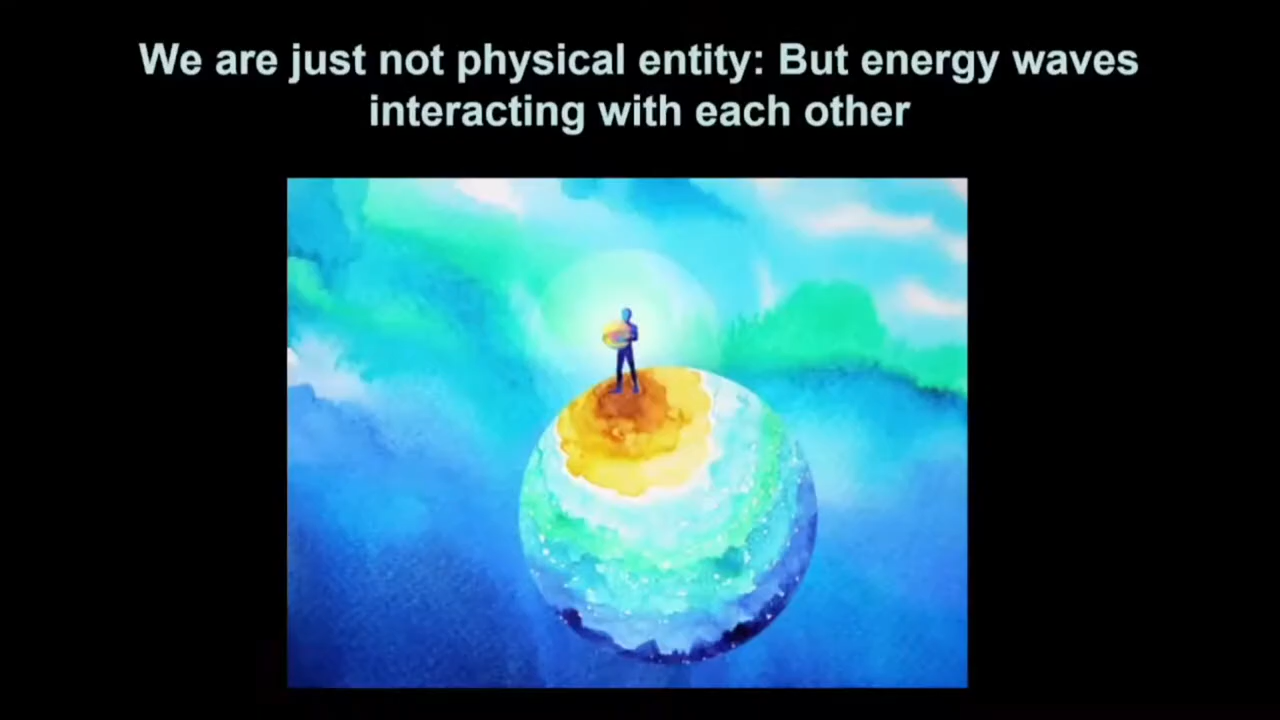 We are just not physical entity: But energy waves
interacting with each other